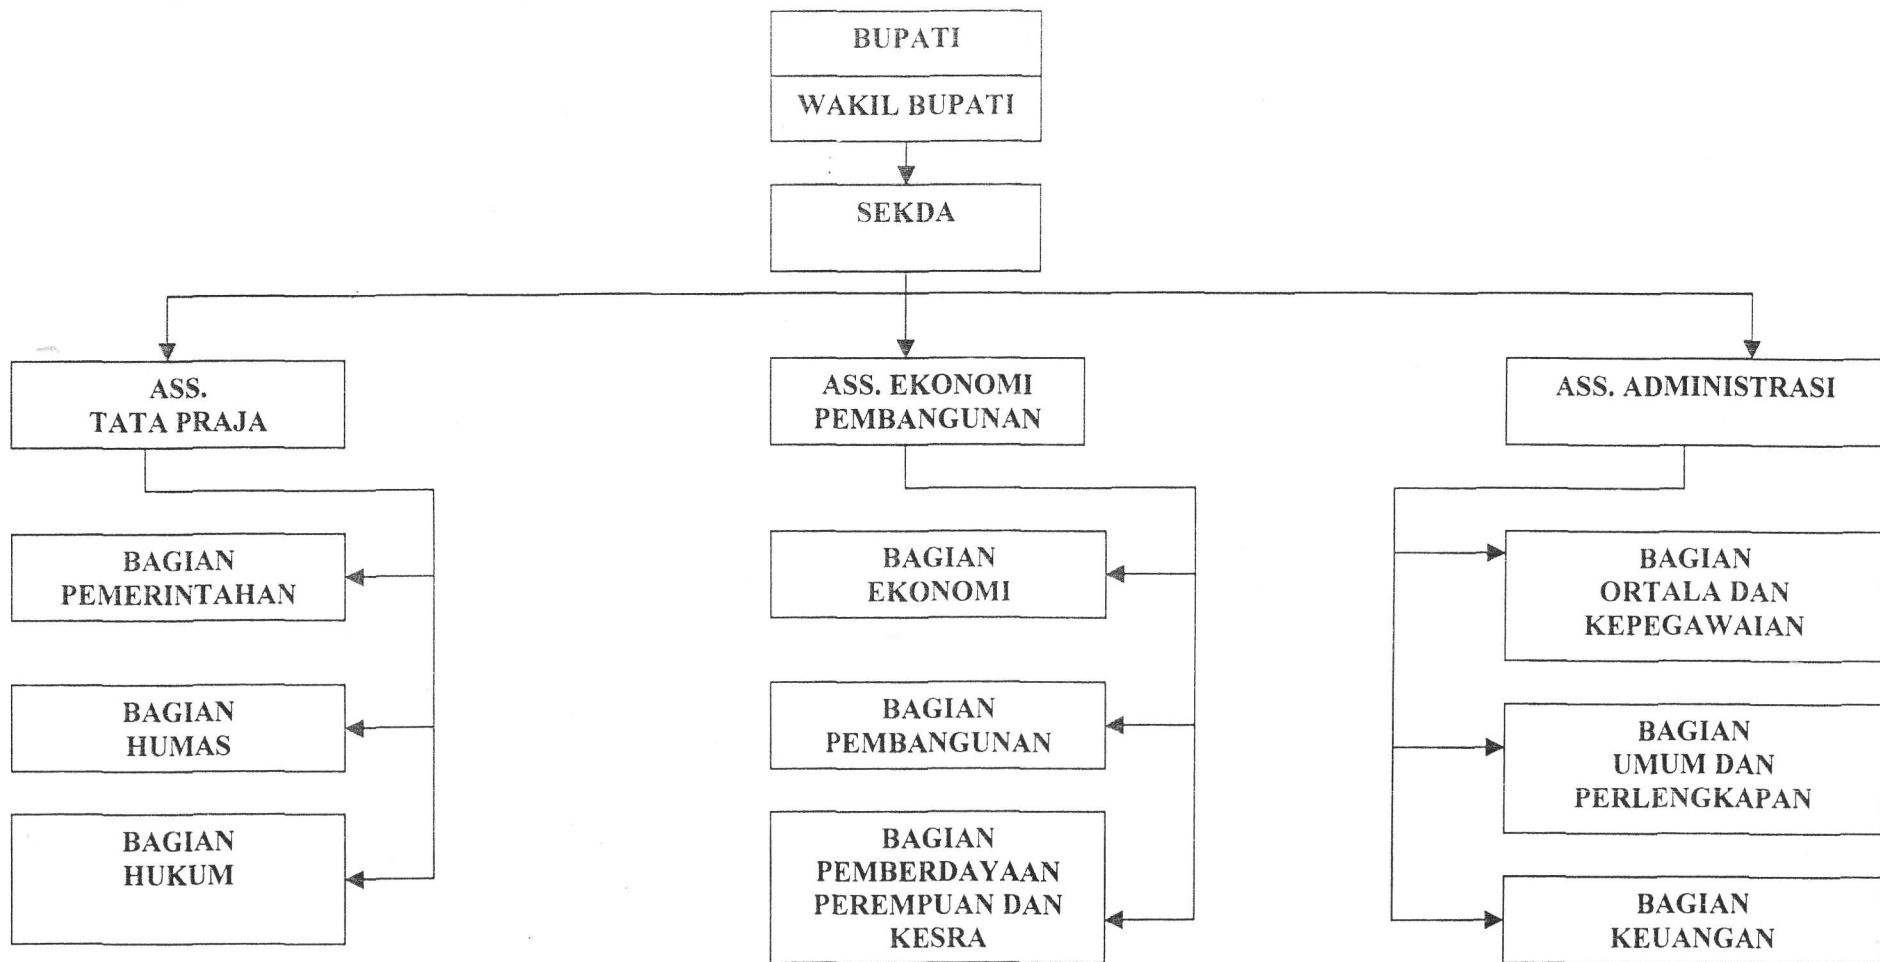 BUPATI
WAKIL BUPATI
SEKDA
ASS.
TATA PRAJA
ASS. EKONOMI
PEMBANGUNAN
ASS. ADMINISTRASI
BAGIAN
PEMERINTAHAN
BAGIAN
HUMAS
BAGIAN
HUKUM
BAGIAN
EKONOMI
BAGIAN
PEMBANGUNAN
BAGIAN
PEMBERDAYAAN
PEREMPUAN DAN
KESRA
BAGIAN
ORTALA DAN
KEPEGAWAIAN
BAGIAN
UMUM DAN
PERLENGKAPAN
BAGIAN
KEUANGAN